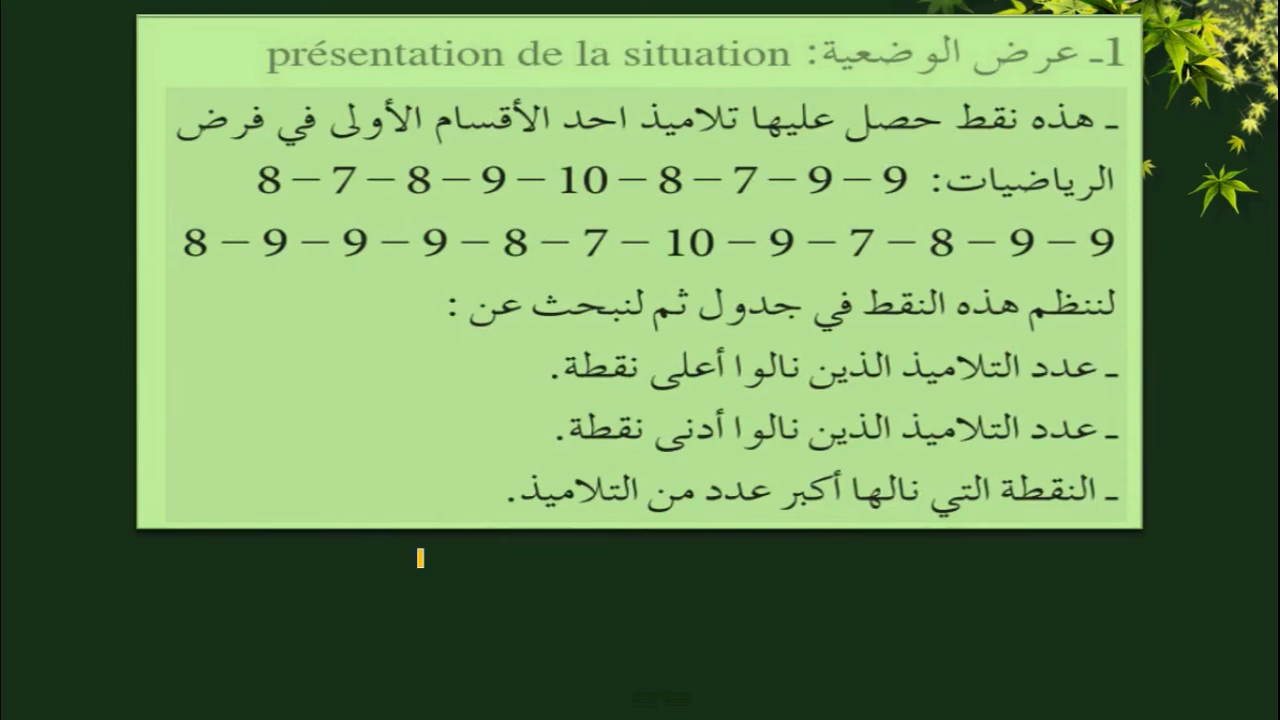 1ـ عرض الوضعية: présentation de la situation
ـ هذه نقط حصل عليها تلاميذ احد الأقسام الأولى في فرض
الرياضيات: 9 – 9 – 7 – 8 – 10 – 9 – 8 – 7 – 8
9 – 9 – 8 – 7 – 9 – 10 – 7 – 8 – 9 – 9 – 9 – 8
لننظم هذه النقط في جدول ثم لنبحث عن :
ـ عدد التلاميذ الذين نالوا أعلى نقطة.
ـ عدد التلاميذ الذين نالوا أدنى نقطة.
ـ النقطة التي نالها أكبر عدد من التلاميذ.